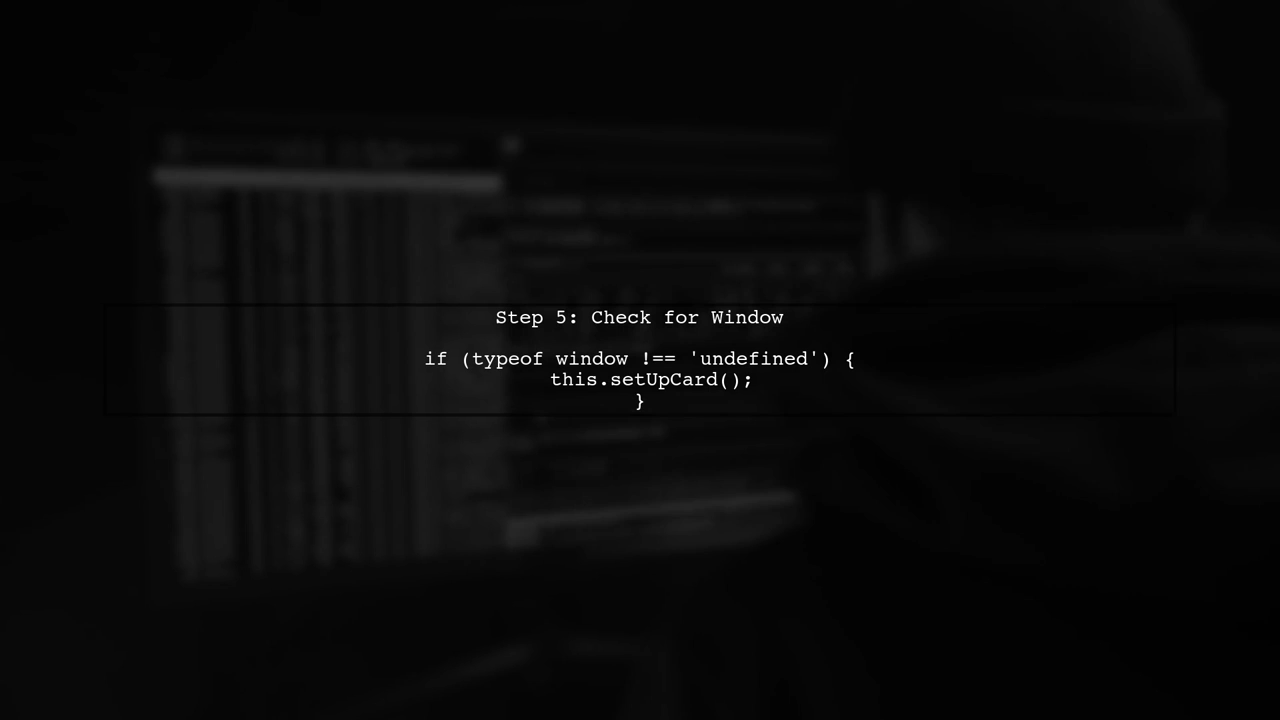 Step 5: Check for Window
if (typeof window !== 'undefined') {
this.setUpCard();
}